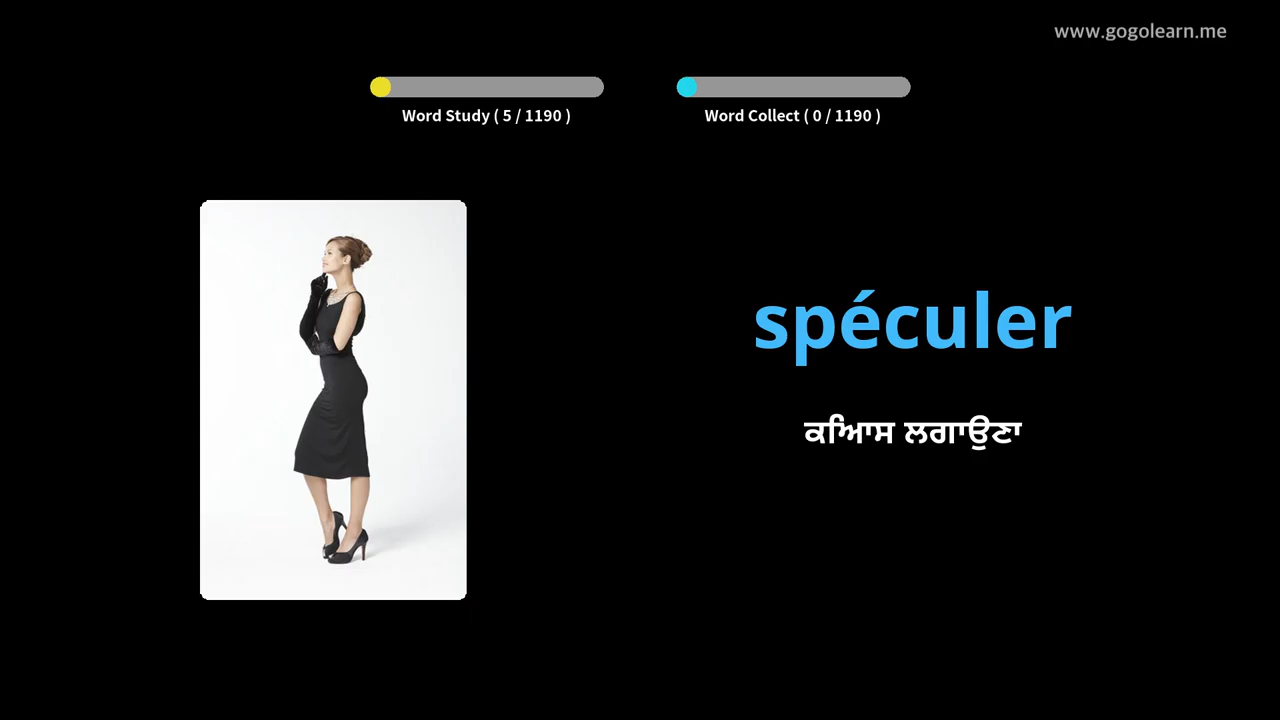 www.gogolearn.me
Word Study ( 5 / 1190 )
Word Collect ( 0 / 1190 )
spéculer
ਕਿਆਸ ਲਗਾਉਣਾ